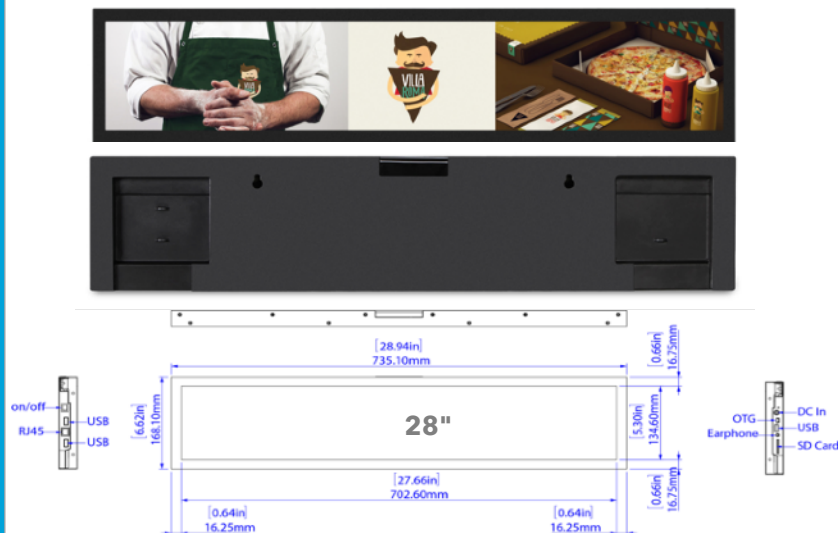 VILLA
ROMA
[28.94in]
735.10mm
[0.66in]
16.75mm
on/off
RJ45
USB
USB
[6.62in]
168.10mm
28"
[5.30in]
134.60mm
OTG
Earphone
DC In
USB
SD Card
[27.66in]
702.60mm
[0.66in]
16.75mm
[0.64in]
16.25mm
[0.64in]
16.25mm